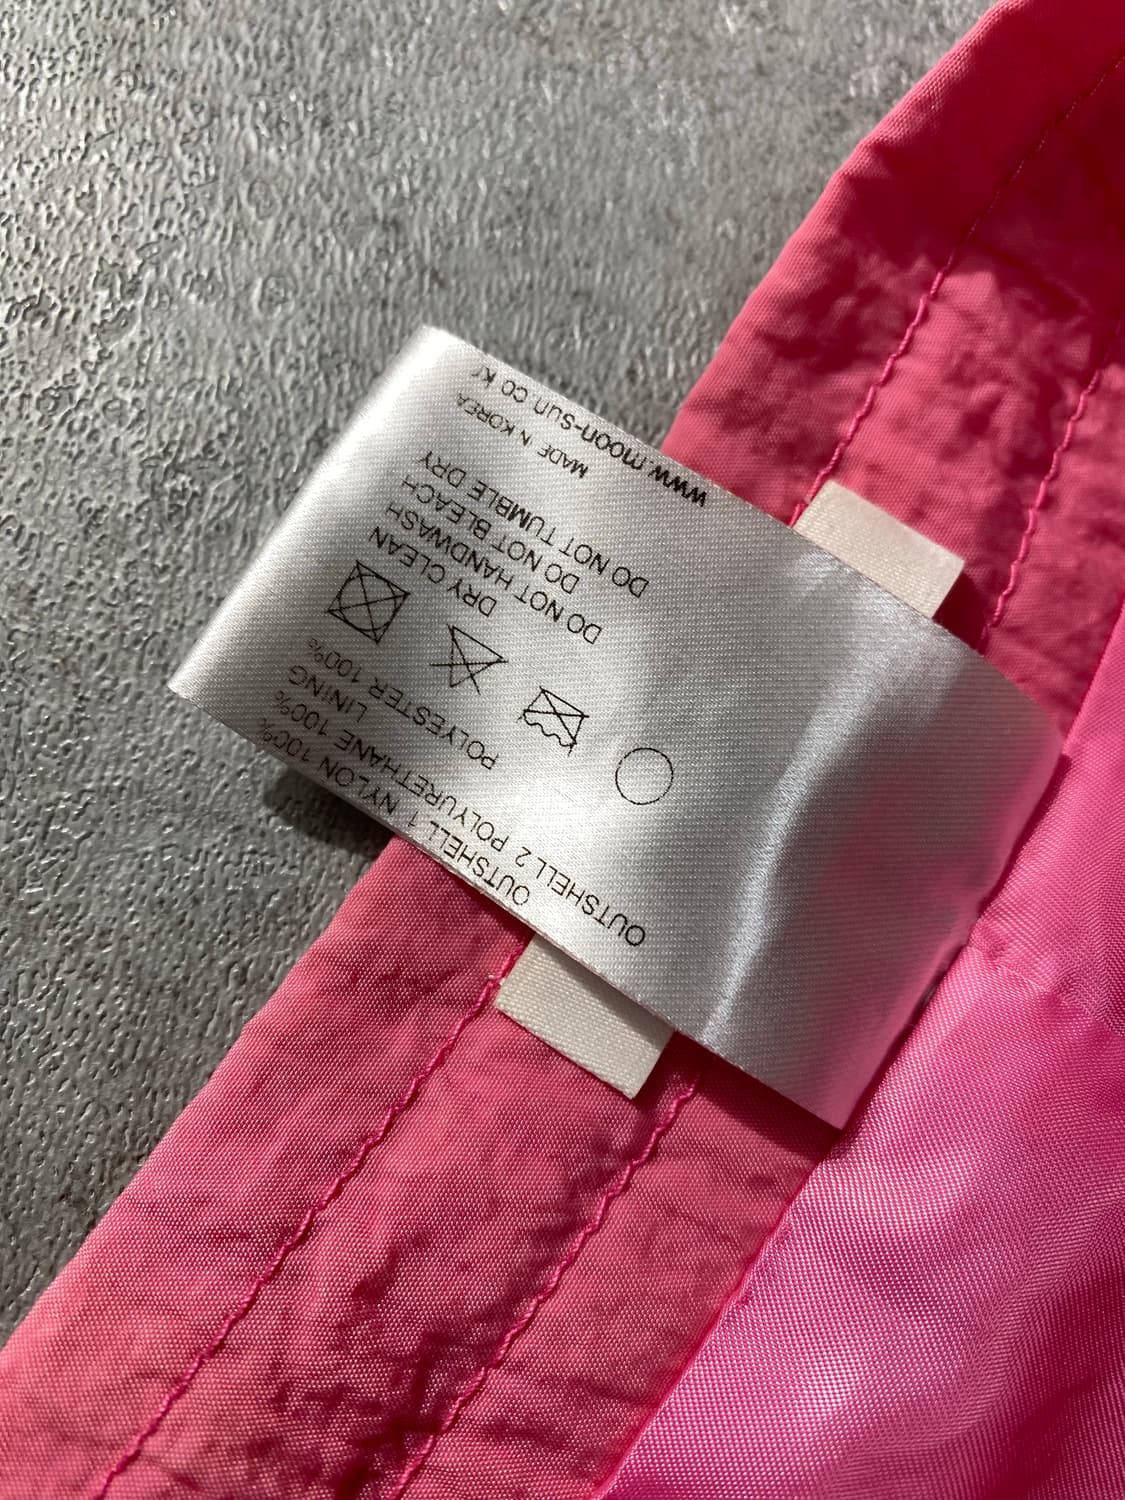 OUTSHELL 1 NYLON 100%
OUTSHELL 2 POLYURETHANE 100%
LINING
POLYESTER 100%
DRY CLEAN
DO NOT HANDWASH
DO NOT BLEACH
DO NOT TUMBLE DRY
MADE N KOREA
www.moon-sun co kr